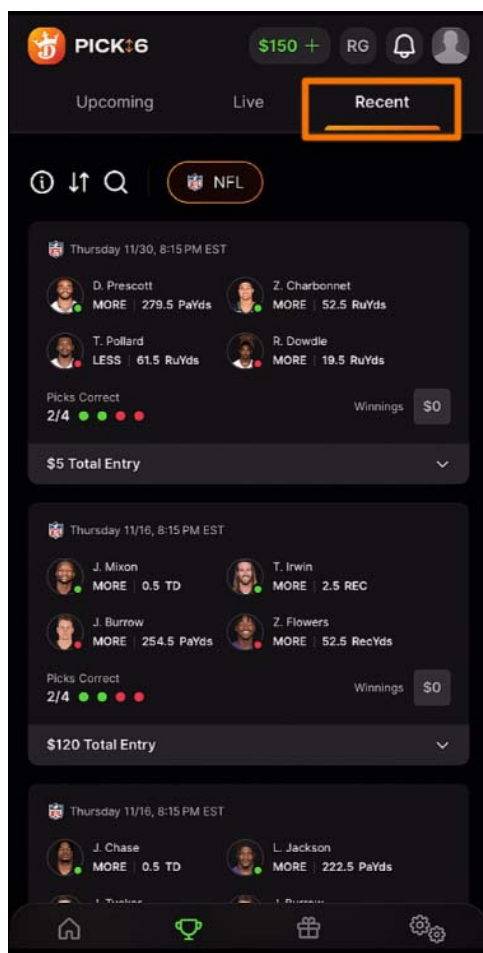 PICK6
$150 +
RG
Upcoming
Live
Recent
NFL
Thursday 11/30, 8:15 PM EST
D. Prescott
MORE | 279.5 PaYds
Z. Charbonnet
MORE | 52.5 RuYds
T. Pollard
LESS | 61.5 RuYds
R. Dowdle
MORE | 19.5 RuYds
Picks Correct
2/4
Winnings $0
$5 Total Entry
Thursday 11/16, 8:15 PM EST
J. Mixon
MORE | 0.5 TD
T. Irwin
MORE | 2.5 REC
J. Burrow
MORE | 254.5 PaYds
Z. Flowers
MORE | 52.5 RecYds
Picks Correct
2/4
Winnings $0
$120 Total Entry
Thursday 11/16, 8:15 PM EST
J. Chase
MORE | 0.5 TD
L. Jackson
MORE | 222.5 PaYds
J. Tucker
J. Burrow